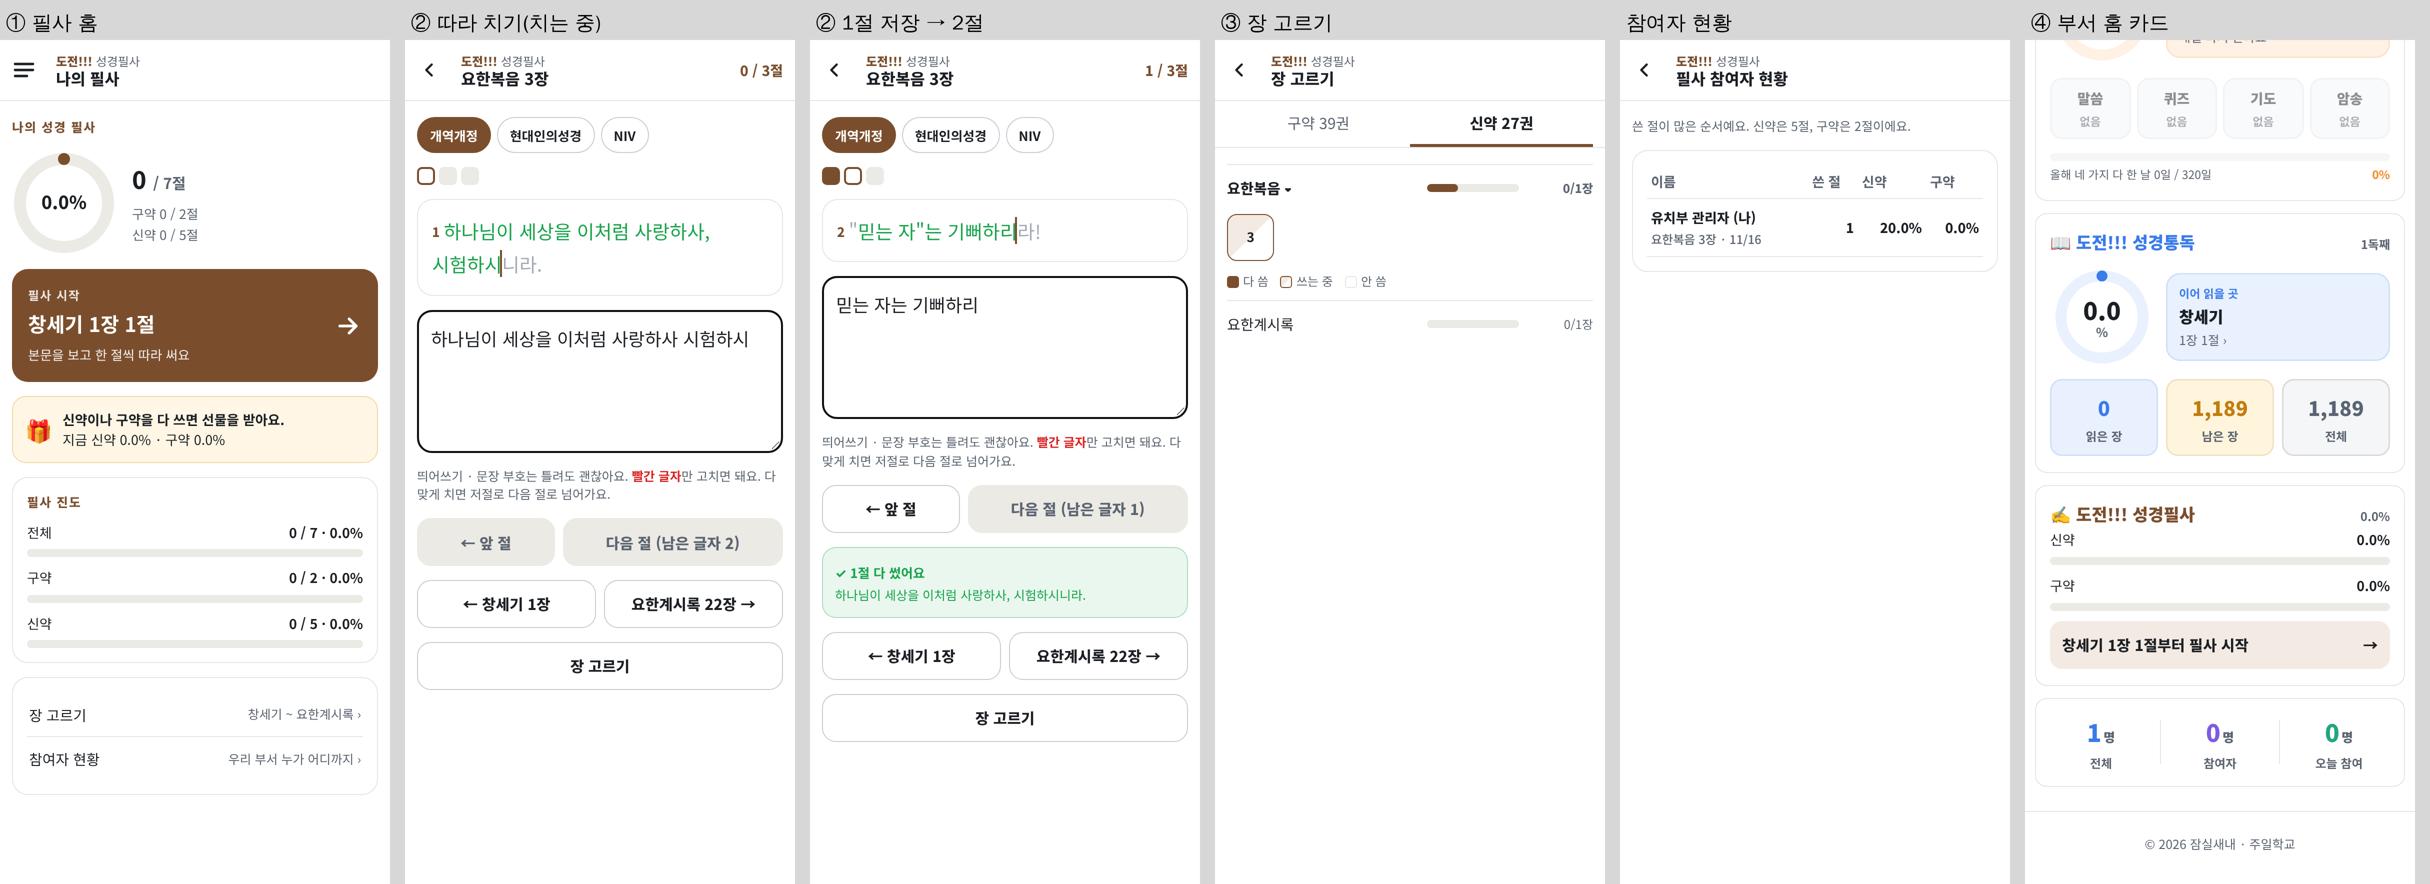 ① 필사 홈
도전!!! 성경필사
나의 필사
나의 성경 필사
0.0%
0 / 7절
구약 0 / 2절
신약 0 / 5절
필사 시작
창세기 1장 1절
본문을 보고 한 절씩 따라 써요
→
🎁 신약이나 구약을 다 쓰면 선물을 받아요.
지금 신약 0.0% · 구약 0.0%
필사 진도
전체 0 / 7 · 0.0%
구약 0 / 2 · 0.0%
신약 0 / 5 · 0.0%
장 고르기 창세기 ~ 요한계시록 ›
참여자 현황 우리 부서 누가 어디까지 ›
② 따라 치기(치는 중)
도전!!! 성경필사
요한복음 3장
0 / 3절
개역개정 현대인의성경 NIV
1 하나님이 세상을 이처럼 사랑하사,
시험하시니라.
하나님이 세상을 이처럼 사랑하사 시험하시
띄어쓰기 · 문장 부호는 틀려도 괜찮아요. 빨간 글자만 고치면 돼요. 다
맞게 치면 저절로 다음 절로 넘어가요.
← 앞 절 다음 절 (남은 글자 2)
← 창세기 1장 요한계시록 22장 →
장 고르기
② 1절 저장 → 2절
도전!!! 성경필사
요한복음 3장
1 / 3절
개역개정 현대인의성경 NIV
2 "믿는 자"는 기뻐하리라!
믿는 자는 기뻐하리
띄어쓰기 · 문장 부호는 틀려도 괜찮아요. 빨간 글자만 고치면 돼요. 다
맞게 치면 저절로 다음 절로 넘어가요.
← 앞 절 다음 절 (남은 글자 1)
✓ 1절 다 썼어요
하나님이 세상을 이처럼 사랑하사, 시험하시니라.
← 창세기 1장 요한계시록 22장 →
장 고르기
③ 장 고르기
도전!!! 성경필사
장 고르기
구약 39권 신약 27권
요한복음 0/1장
3
다 씀 쓰는 중 안 씀
요한계시록 0/1장
참여자 현황
도전!!! 성경필사
필사 참여자 현황
쓴 절이 많은 순서예요. 신약은 5절, 구약은 2절이에요.
이름 쓴 절 신약 구약
유치부 관리자 (나) 1 20.0% 0.0%
요한복음 3장 · 11/16
④ 부서 홈 카드
말씀 퀴즈 기도 암송
없음 없음 없음 없음
올해 네 가지 다 한 날 0일 / 320일 0%
📖 도전!!! 성경통독 1독째
0.0
%
이어 읽을 곳
창세기
1장 1절 ›
0 1,189 1,189
읽은 장 남은 장 전체
✍ 도전!!! 성경필사 0.0%
신약 0.0%
구약 0.0%
창세기 1장 1절부터 필사 시작 →
1명 0명 0명
전체 참여자 오늘 참여
© 2026 잠실새내 · 주일학교